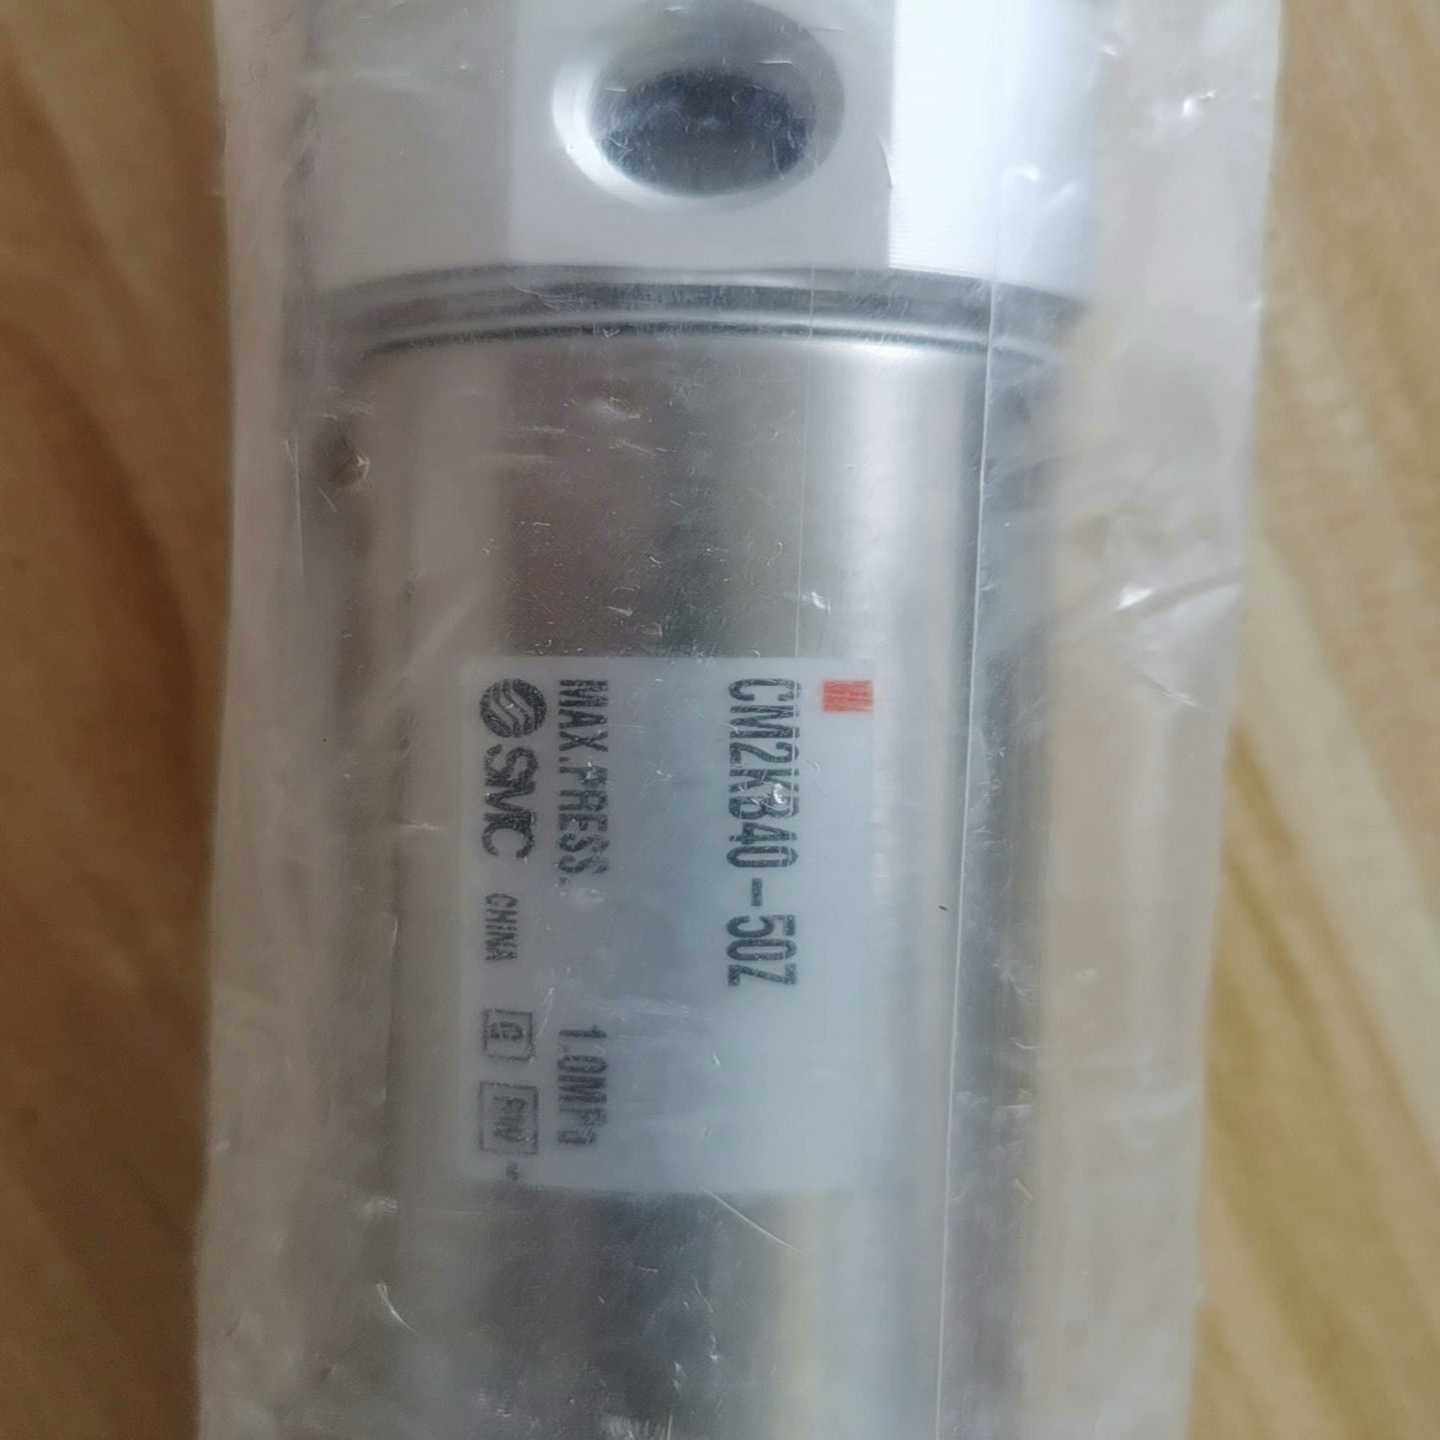 CM2KB40-50Z
MAX.PRESS. 1.0MPa
SMC CHINA G